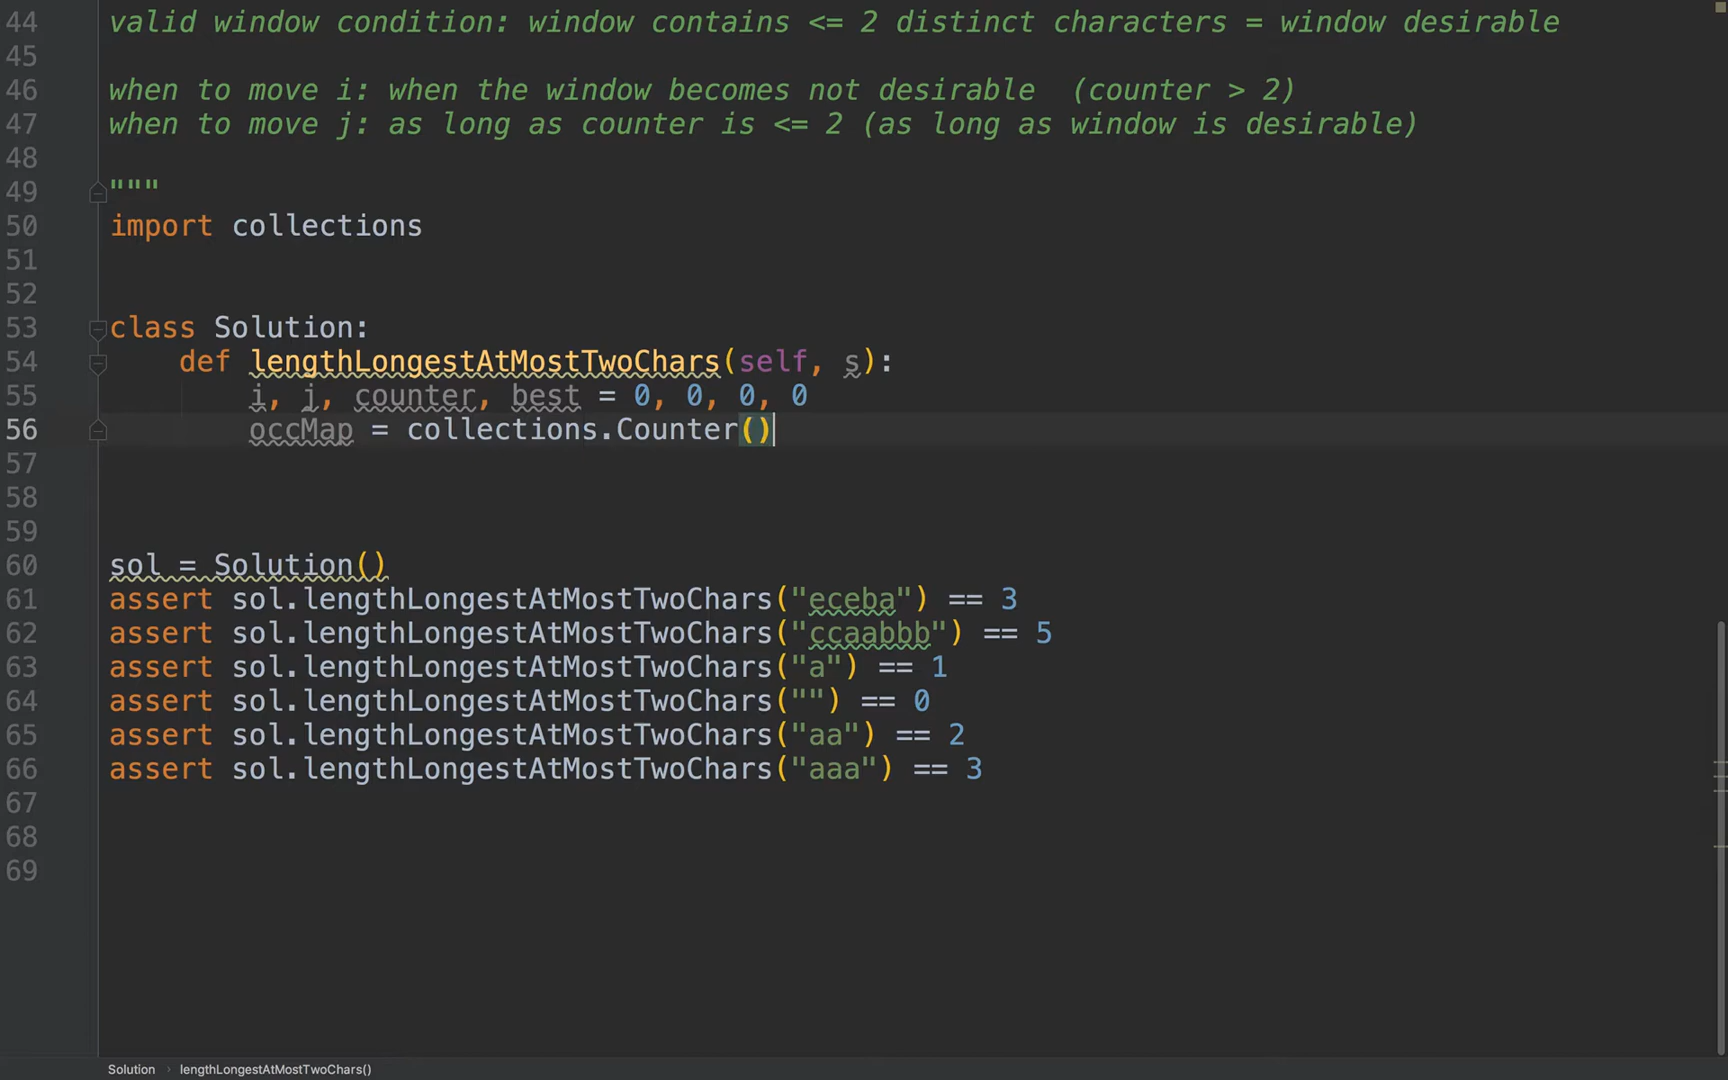 44 valid window condition: window contains <= 2 distinct characters = window desirable
45
46 when to move i: when the window becomes not desirable  (counter > 2)
47 when to move j: as long as counter is <= 2 (as long as window is desirable)
48
49 """
50 import collections
51
52
53 class Solution:
54     def lengthLongestAtMostTwoChars(self, s):
55         i, j, counter, best = 0, 0, 0, 0
56         occMap = collections.Counter()
57
58
59
60 sol = Solution()
61 assert sol.lengthLongestAtMostTwoChars("eceba") == 3
62 assert sol.lengthLongestAtMostTwoChars("ccaabbb") == 5
63 assert sol.lengthLongestAtMostTwoChars("a") == 1
64 assert sol.lengthLongestAtMostTwoChars("") == 0
65 assert sol.lengthLongestAtMostTwoChars("aa") == 2
66 assert sol.lengthLongestAtMostTwoChars("aaa") == 3
67
68
69
Solution › lengthLongestAtMostTwoChars()